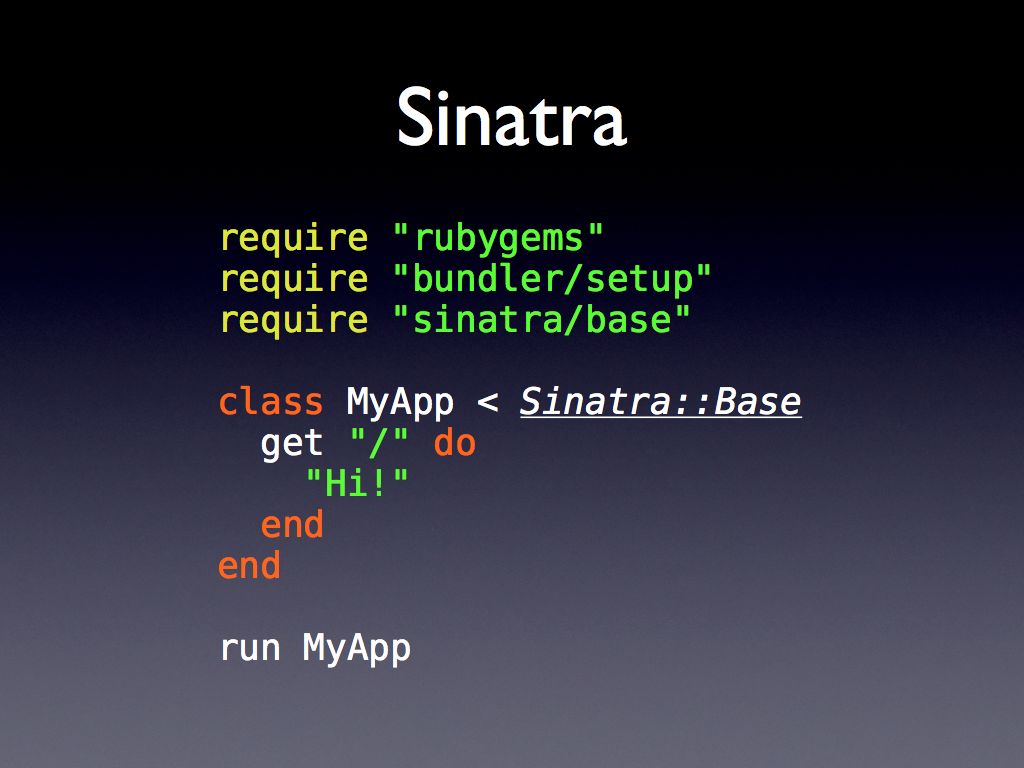 Sinatra
require "rubygems"
require "bundler/setup"
require "sinatra/base"
class MyApp < Sinatra::Base
  get "/" do
    "Hi!"
  end
end
run MyApp